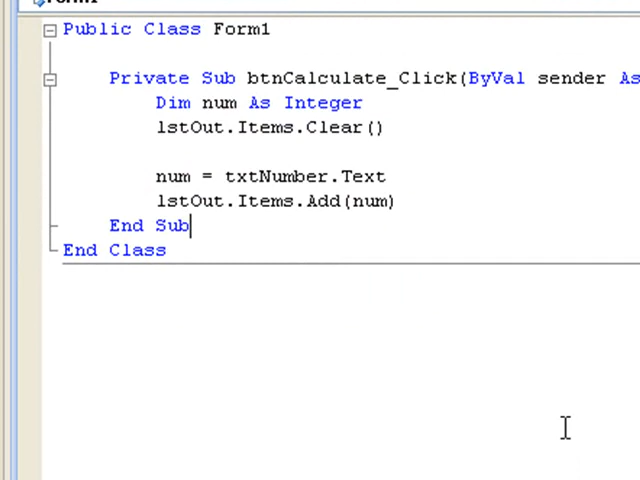 Form1
Public Class Form1
Private Sub btnCalculate_Click(ByVal sender As
Dim num As Integer
lstOut.Items.Clear()
num = txtNumber.Text
lstOut.Items.Add(num)
End Sub
End Class